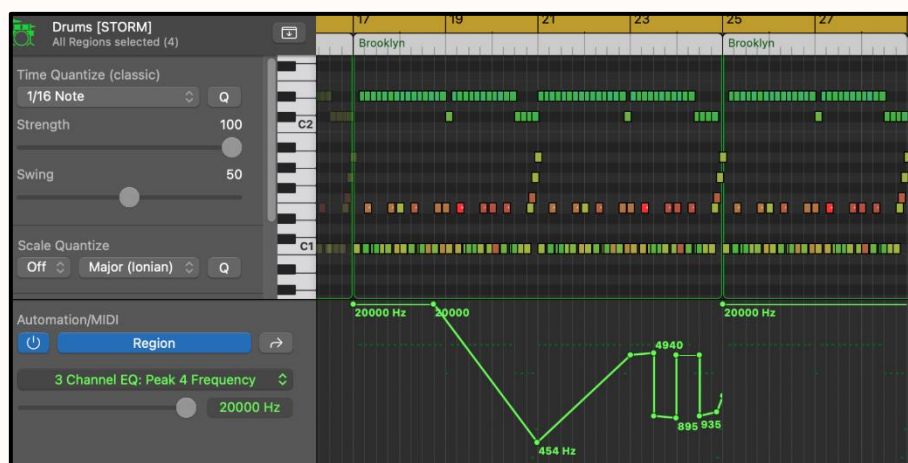 Drums [STORM]
All Regions selected (4)
17 19 21 23 25 27
Brooklyn Brooklyn
Time Quantize (classic)
1/16 Note Q
Strength 100
C2
Swing 50
Scale Quantize
C1
Off Major (Ionian) Q
Automation/MIDI
20000 Hz 20000 20000 Hz
Region
4940
3 Channel EQ: Peak 4 Frequency
20000 Hz
895 935
454 Hz